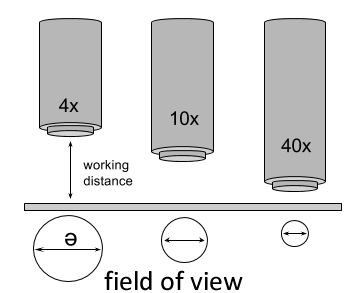 4x
10x
40x
working
distance
ə
field of view